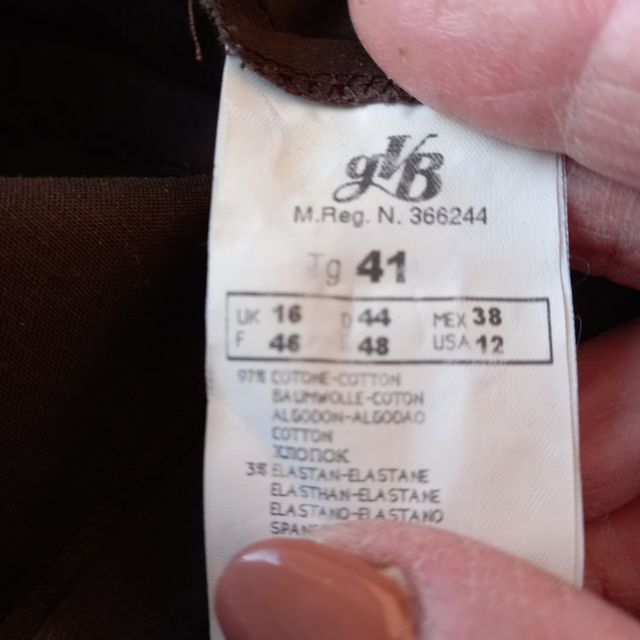 gVB
M.Reg. N. 366244
Tg 41
UK 16 D 44 MEX 38
F 46 E 48 USA 12
97% COTONE-COTTON
BAUMWOLLE-COTON
ALGODON-ALGODAO
COTTON
ХЛОПОК
3% ELASTAN-ELASTANE
ELASTHAN-ELASTANE
ELASTANO-ELASTANO